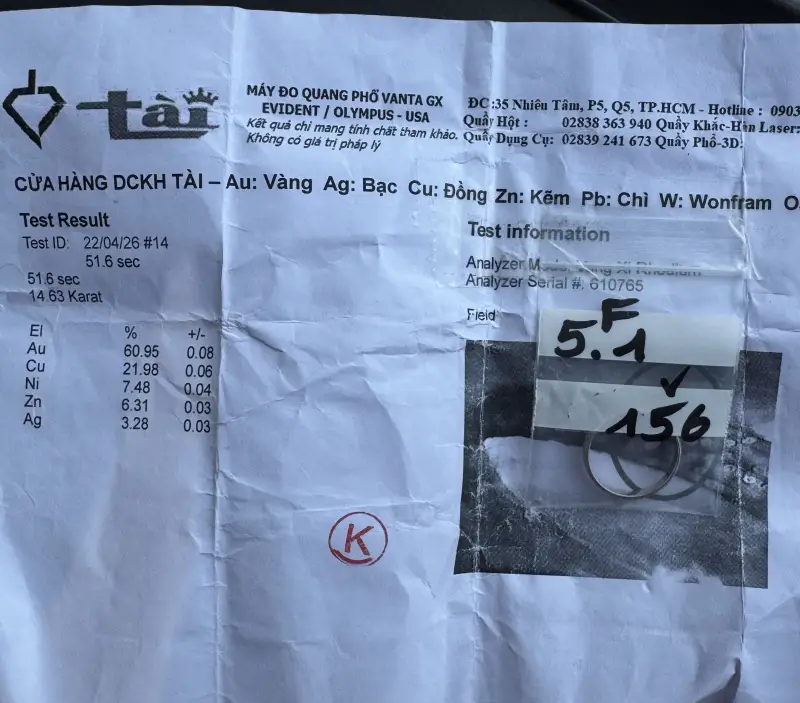 tài
MÁY ĐO QUANG PHỔ VANTA GX
EVIDENT / OLYMPUS - USA
Kết quả chỉ mang tính chất tham khảo.
Không có giá trị pháp lý
ĐC :35 Nhiêu Tâm, P5, Q5, TP.HCM - Hotline : 0903
Quầy Hột : 02838 363 940 Quầy Khắc-Hàn Laser:
Quầy Dụng Cụ: 02839 241 673 Quầy Phổ-3D:
CỬA HÀNG DCKH TÀI – Au: Vàng Ag: Bạc Cu: Đồng Zn: Kẽm Pb: Chì W: Wonfram O
Test Result
Test ID: 22/04/26 #14
51.6 sec
51.6 sec
14 63 Karat
El % +/-
Au 60.95 0.08
Cu 21.98 0.06
Ni 7.48 0.04
Zn 6.31 0.03
Ag 3.28 0.03
Test information
Analyzer
Analyzer Serial #: 610765
Field
F
5.1
156
K